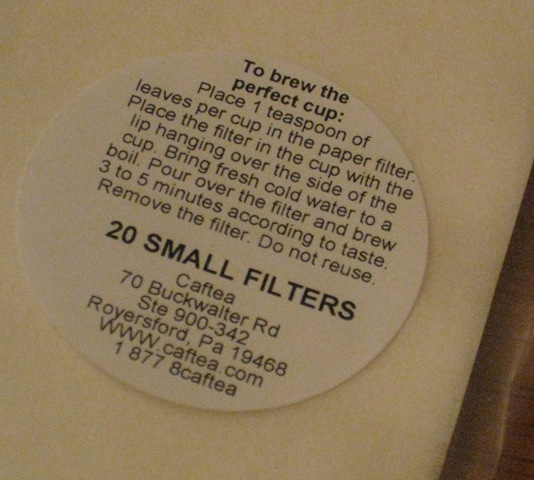 To brew the
perfect cup:
Place 1 teaspoon of
leaves per cup in the paper filter.
Place the filter in the cup with the
lip hanging over the side of the
cup. Bring fresh cold water to a
boil. Pour over the filter and brew
3 to 5 minutes according to taste.
Remove the filter. Do not reuse.
20 SMALL FILTERS
Caftea
70 Buckwalter Rd
Ste 900-342
Royersford, Pa 19468
WWW.caftea.com
1 877 8caftea